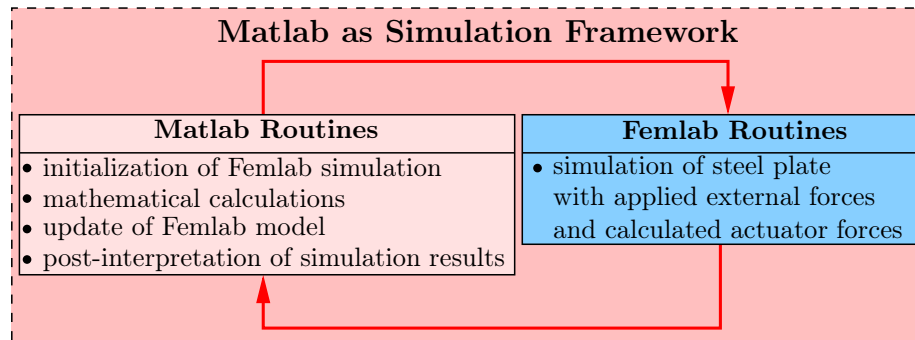 Matlab as Simulation Framework
Matlab Routines
• initialization of Femlab simulation
• mathematical calculations
• update of Femlab model
• post-interpretation of simulation results
Femlab Routines
• simulation of steel plate
with applied external forces
and calculated actuator forces